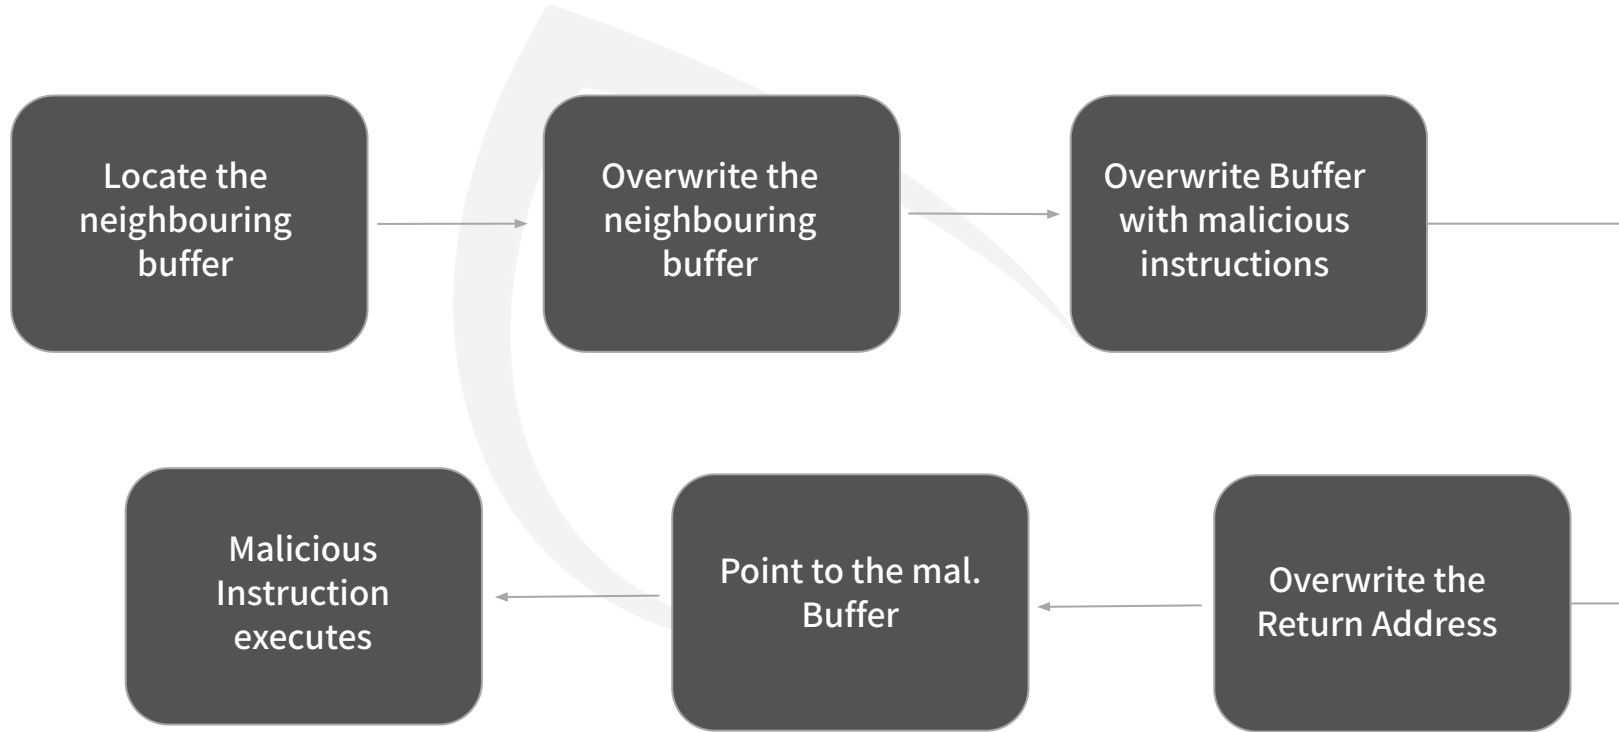 Locate the
neighbouring
buffer
Overwrite the
neighbouring
buffer
Overwrite Buffer
with malicious
instructions
Overwrite the
Return Address
Point to the mal.
Buffer
Malicious
Instruction
executes